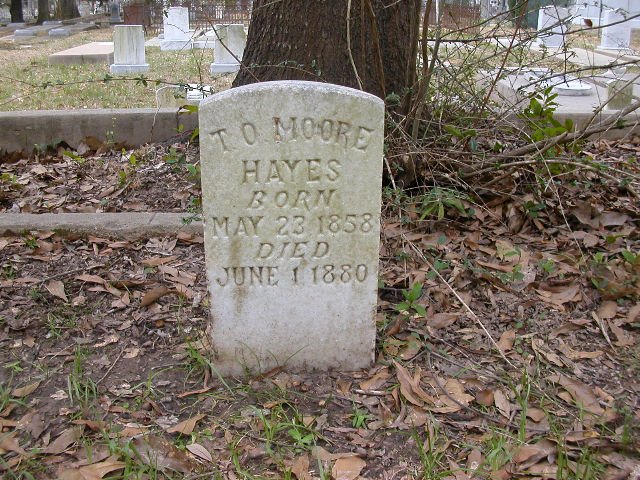 T O MOORE
HAYES
BORN
MAY 23 1858
DIED
JUNE 1 1880